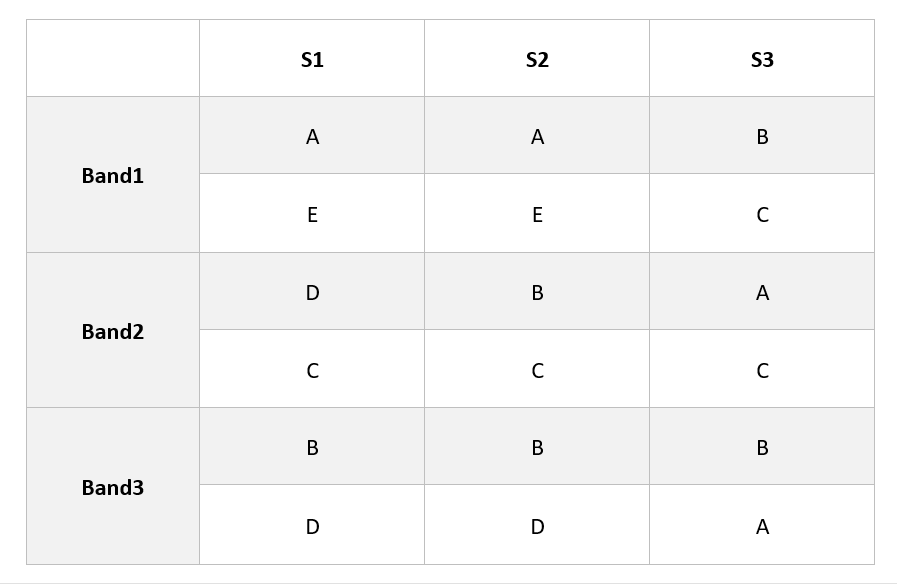 S1 S2 S3
Band1
A A B
E E C
Band2
D B A
C C C
Band3
B B B
D D A